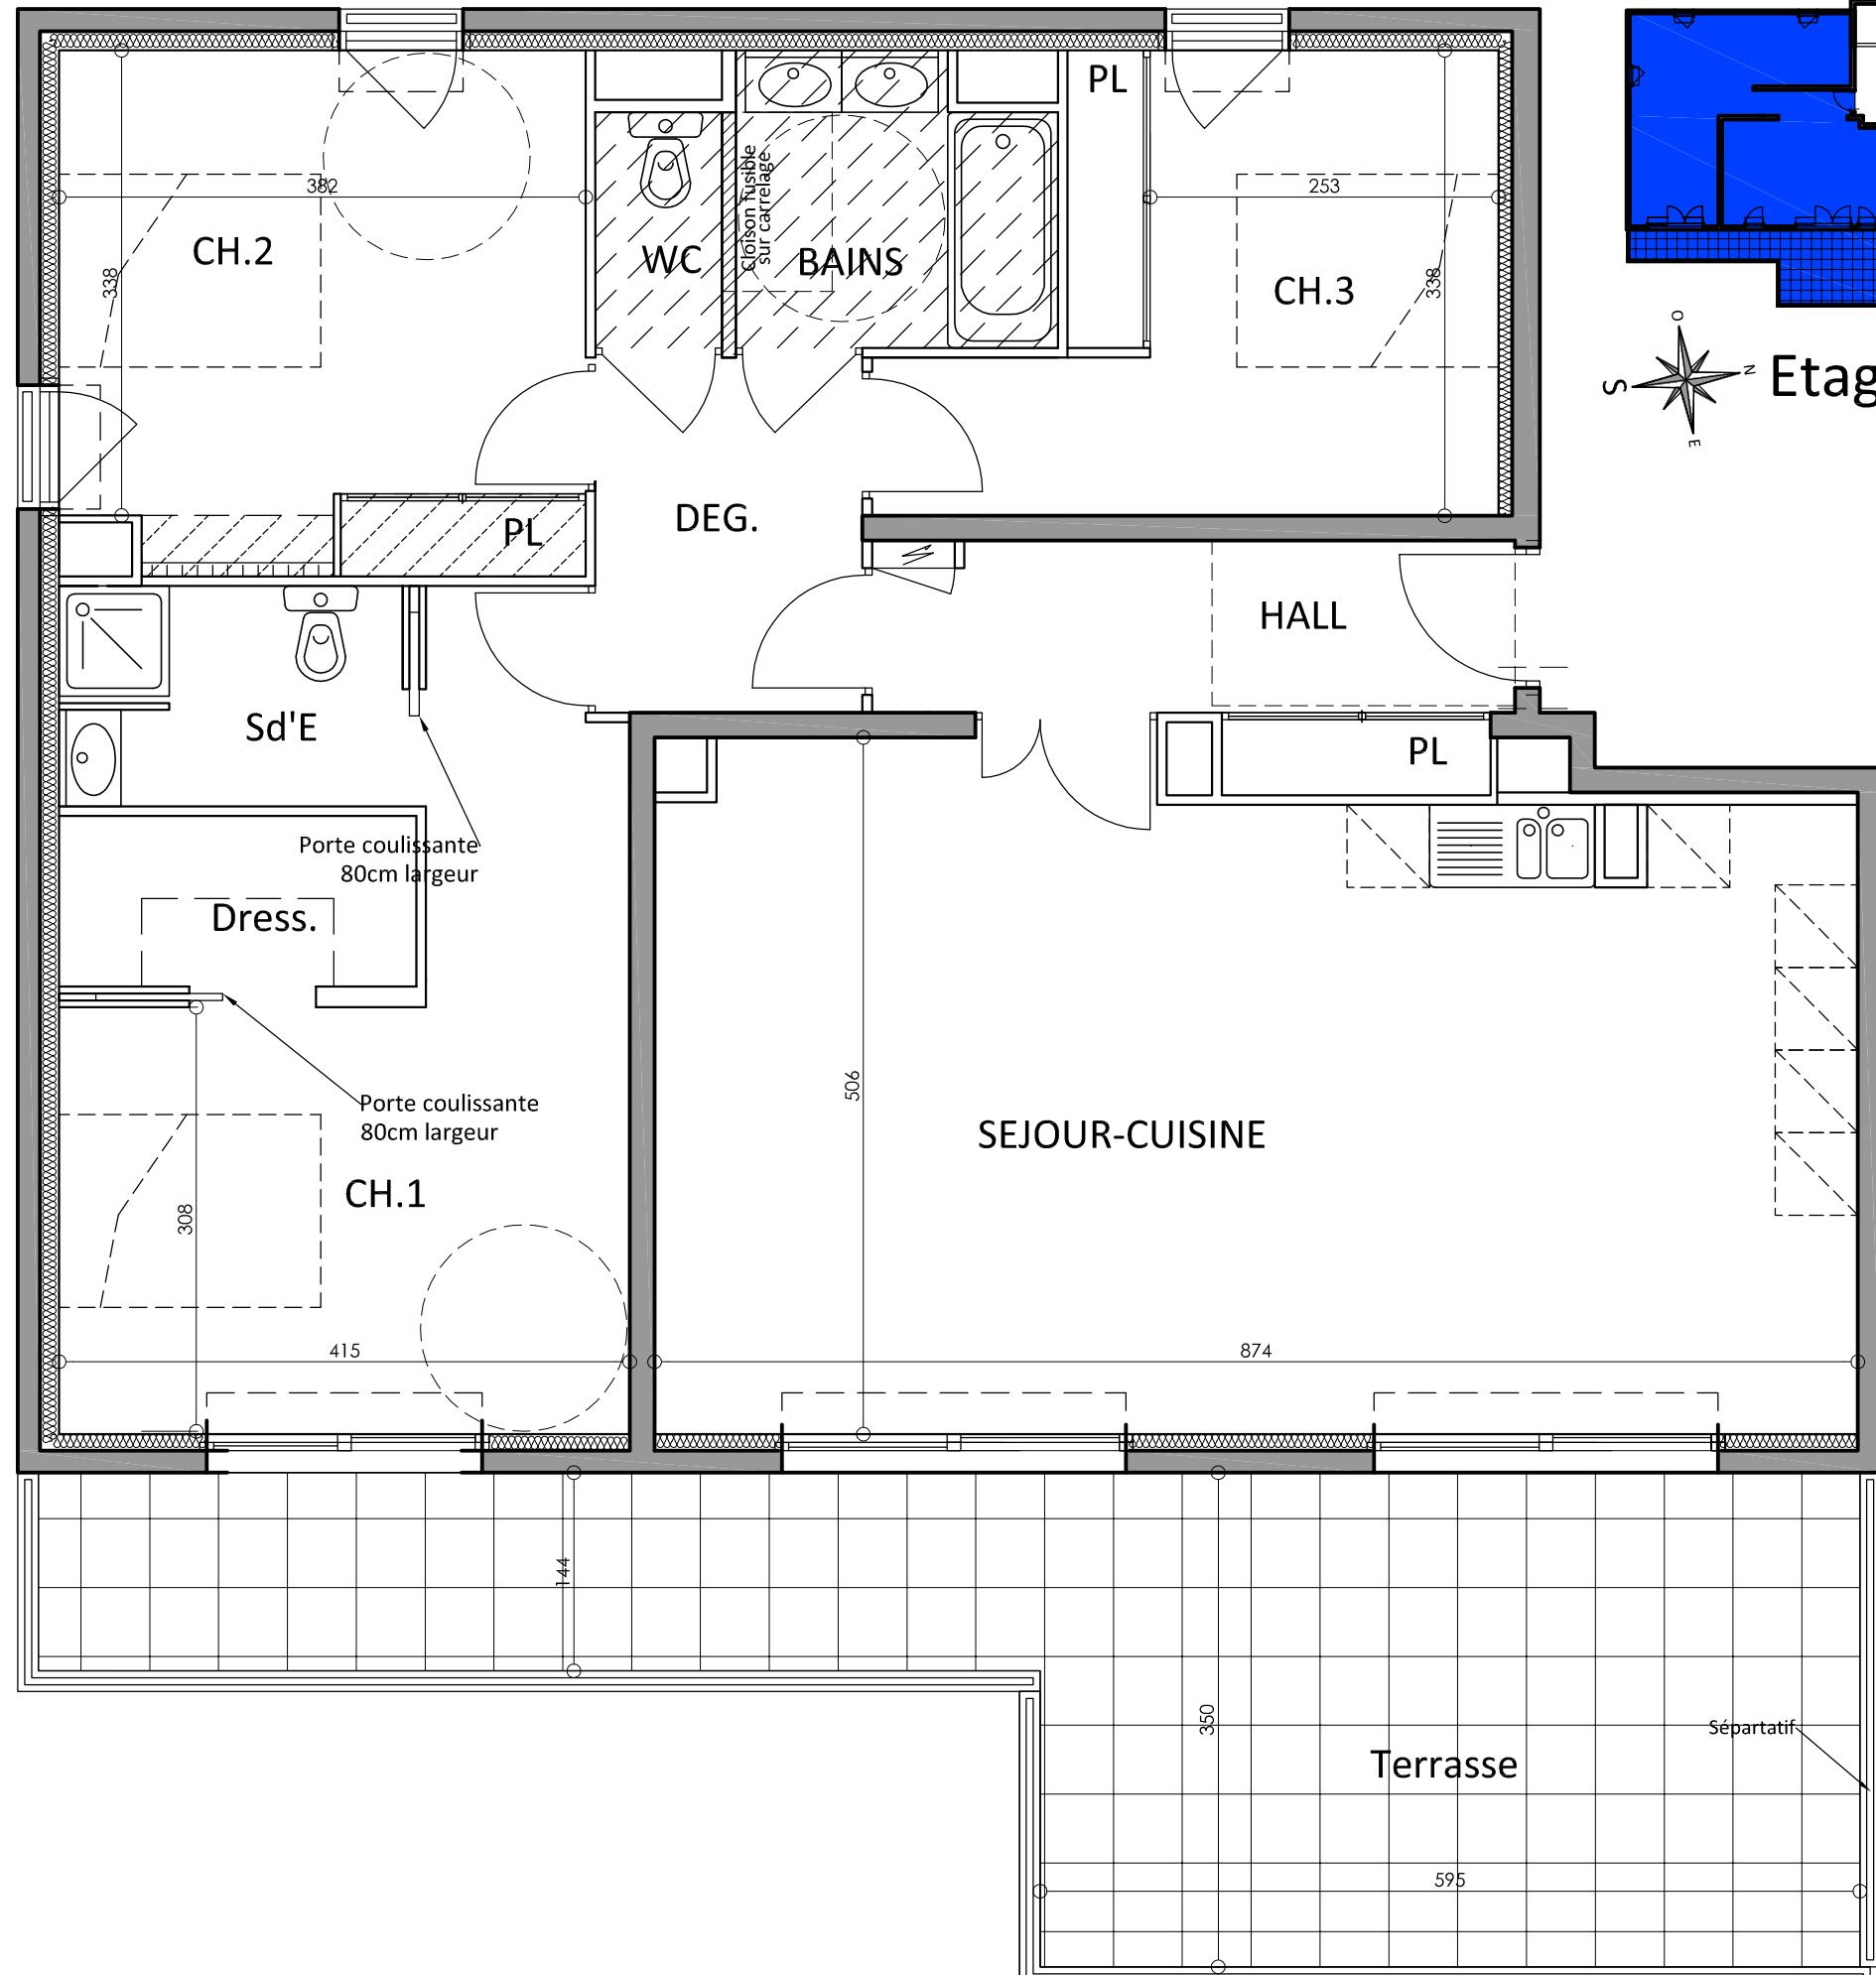 PL
382
253
CH.2
WC
Cloison fusible
sur carrelage
BAINS
338
CH.3
338
O
N
S
E
Etag
PL
DEG.
HALL
Sd'E
PL
Porte coulissante
80cm largeur
Dress.
506
Porte coulissante
80cm largeur
SEJOUR-CUISINE
CH.1
308
415
874
144
350
Sépartatif
Terrasse
595